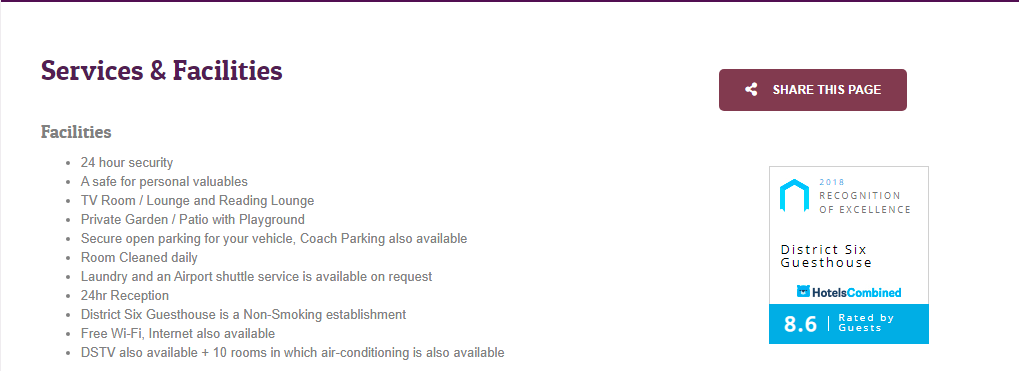 Services & Facilities
SHARE THIS PAGE
Facilities
24 hour security
A safe for personal valuables
TV Room / Lounge and Reading Lounge
Private Garden / Patio with Playground
Secure open parking for your vehicle, Coach Parking also available
Room Cleaned daily
Laundry and an Airport shuttle service is available on request
24hr Reception
District Six Guesthouse is a Non-Smoking establishment
Free Wi-Fi, Internet also available
DSTV also available + 10 rooms in which air-conditioning is also available
2018
RECOGNITION
OF EXCELLENCE
District Six
Guesthouse
HotelsCombined
8.6
Rated by
Guests